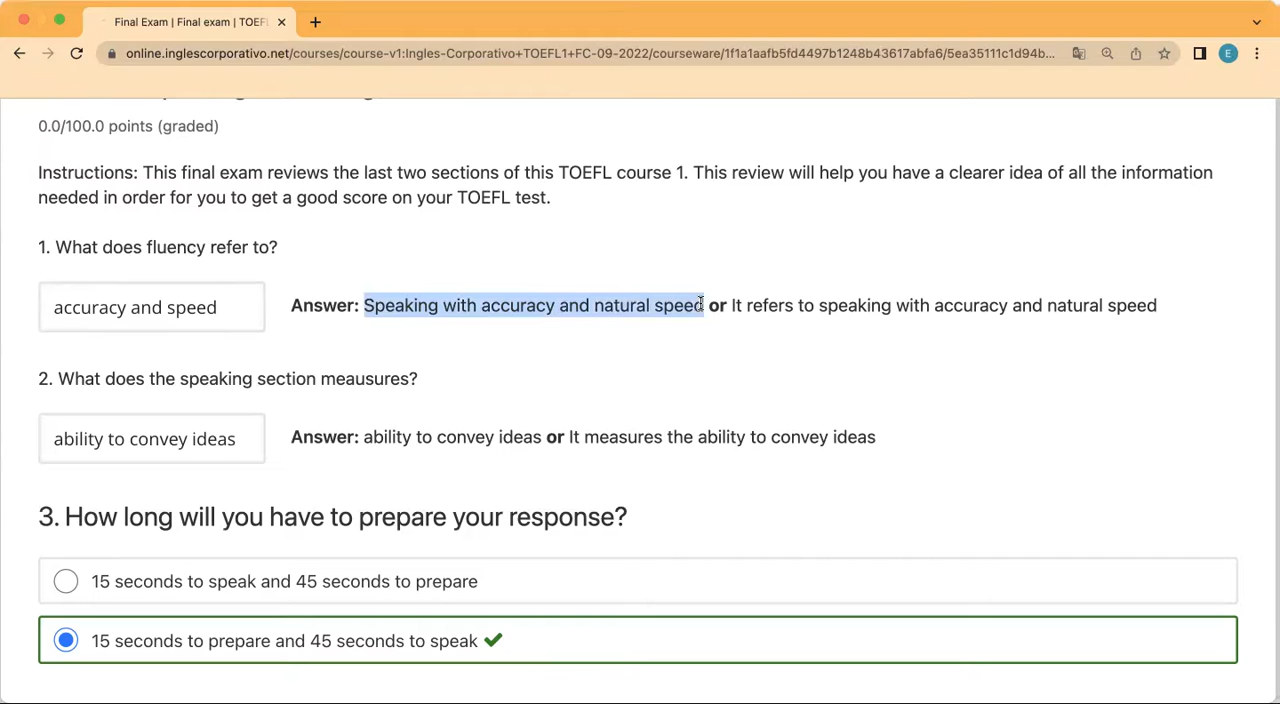 Final Exam | Final exam | TOEF
online.inglescorporativo.net/courses/course-v1:Ingles-Corporativo+TOEFL1+FC-09-2022/courseware/1f1a1aafb5fd4497b1248b43617abfa6/5ea35111c1d94b...
E
0.0/100.0 points (graded)
Instructions: This final exam reviews the last two sections of this TOEFL course 1. This review will help you have a clearer idea of all the information
needed in order for you to get a good score on your TOEFL test.
1. What does fluency refer to?
accuracy and speed
Answer: Speaking with accuracy and natural speed or It refers to speaking with accuracy and natural speed
2. What does the speaking section meausures?
ability to convey ideas
Answer: ability to convey ideas or It measures the ability to convey ideas
3. How long will you have to prepare your response?
15 seconds to speak and 45 seconds to prepare
15 seconds to prepare and 45 seconds to speak